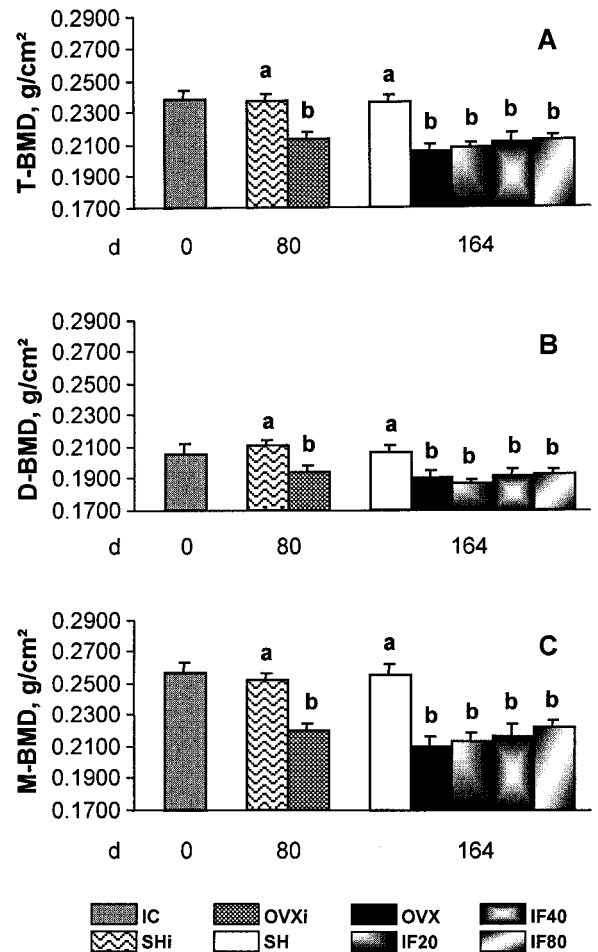 A
T-BMD, g/cm²
0.2900
0.2700
0.2500
0.2300
0.2100
0.1900
0.1700
a
b
a
b
b
b
b
d 0 80 164
B
D-BMD, g/cm²
0.2900
0.2700
0.2500
0.2300
0.2100
0.1900
0.1700
a
b
a
b
b
b
b
d 0 80 164
C
M-BMD, g/cm²
0.2900
0.2700
0.2500
0.2300
0.2100
0.1900
0.1700
a
b
a
b
b
b
b
d 0 80 164
IC OVXi OVX IF40
SHi SH IF20 IF80